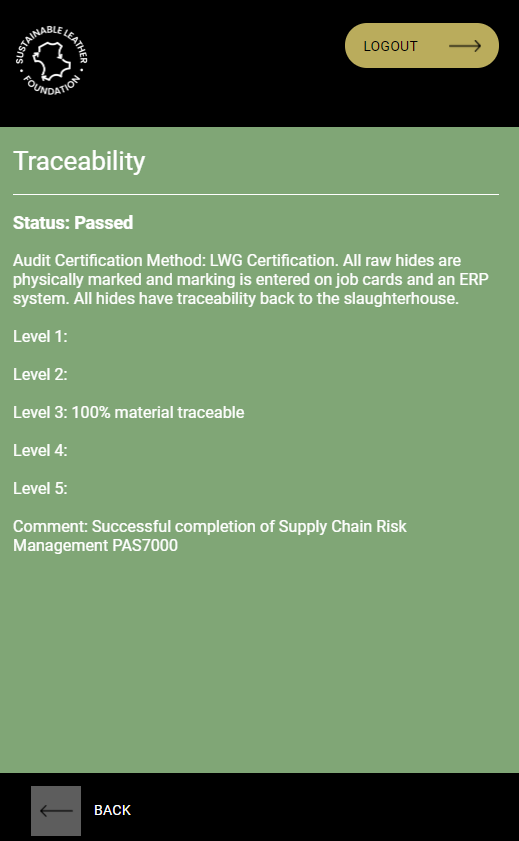 SUSTAINABLE LEATHER
FOUNDATION
LOGOUT
Traceability
Status: Passed
Audit Certification Method: LWG Certification. All raw hides are
physically marked and marking is entered on job cards and an ERP
system. All hides have traceability back to the slaughterhouse.
Level 1:
Level 2:
Level 3: 100% material traceable
Level 4:
Level 5:
Comment: Successful completion of Supply Chain Risk
Management PAS7000
BACK